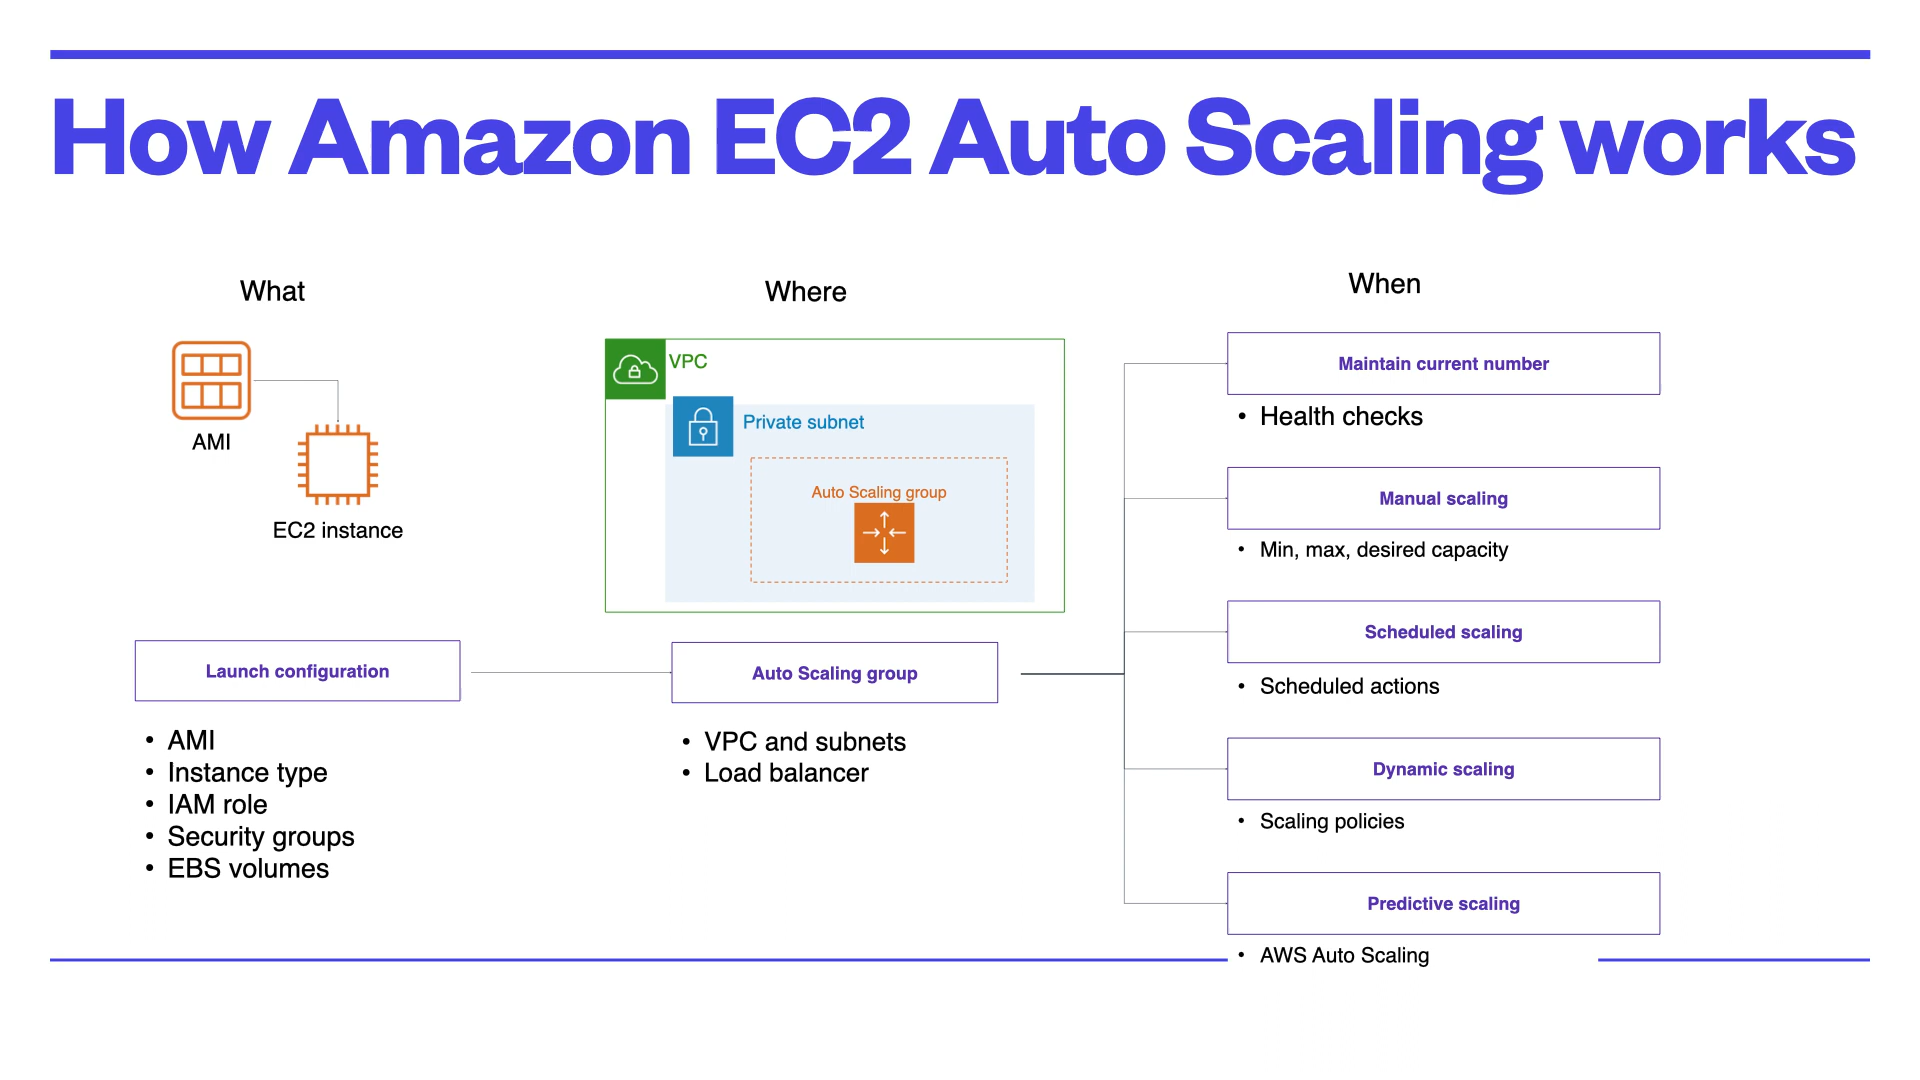 How Amazon EC2 Auto Scaling works
What
AMI
EC2 instance
Launch configuration
• AMI
• Instance type
• IAM role
• Security groups
• EBS volumes
Where
VPC
Private subnet
Auto Scaling group
Auto Scaling group
• VPC and subnets
• Load balancer
When
Maintain current number
• Health checks
Manual scaling
• Min, max, desired capacity
Scheduled scaling
• Scheduled actions
Dynamic scaling
• Scaling policies
Predictive scaling
• AWS Auto Scaling